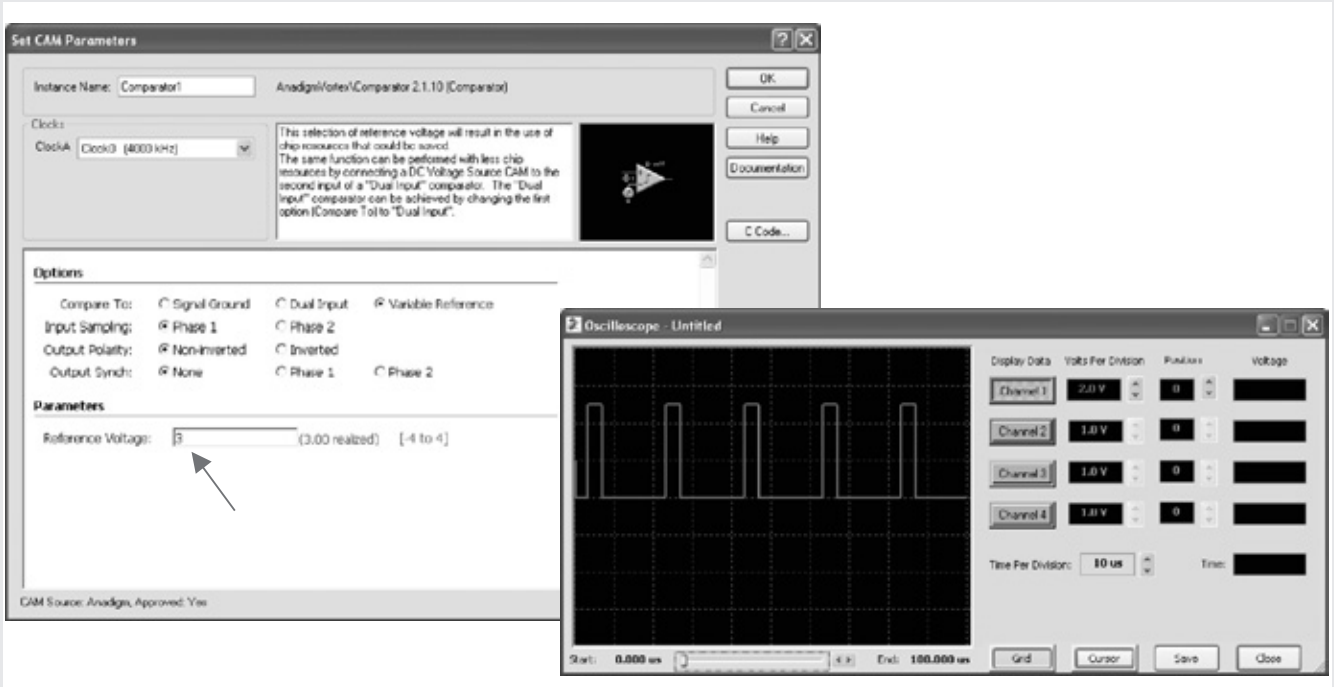 Set CAM Parameters
Instance Name: Comparator1
AnadigmVortex\Comparator 2.1.10 (Comparator)
OK
Cancel
Help
Documentation
C Code...
Clocks
ClockA Clock0 (4000 kHz)
This selection of reference voltage will result in the use of
chip resources that could be saved.
The same function can be performed with less chip
resources by connecting a DC Voltage Source CAM to the
second input of a "Dual Input" comparator. The "Dual
Input" comparator can be achieved by changing the first
option (Compare To) to "Dual Input".
Options
Compare To: Signal Ground Dual Input Variable Reference
Input Sampling: Phase 1 Phase 2
Output Polarity: Non-inverted Inverted
Output Synch: None Phase 1 Phase 2
Parameters
Reference Voltage: 3 (3.00 realized) [-4 to 4]
CAM Source: Anadigm, Approved: Yes
Oscilloscope - Untitled
Display Data Volts Per Division Position Voltage
Channel 1 2.0 V 0
Channel 2 1.0 V 0
Channel 3 1.0 V 0
Channel 4 1.0 V 0
Time Per Division: 10 us Time:
Start: 0.000 us End: 100.000 us
Grid Cursor Save Close